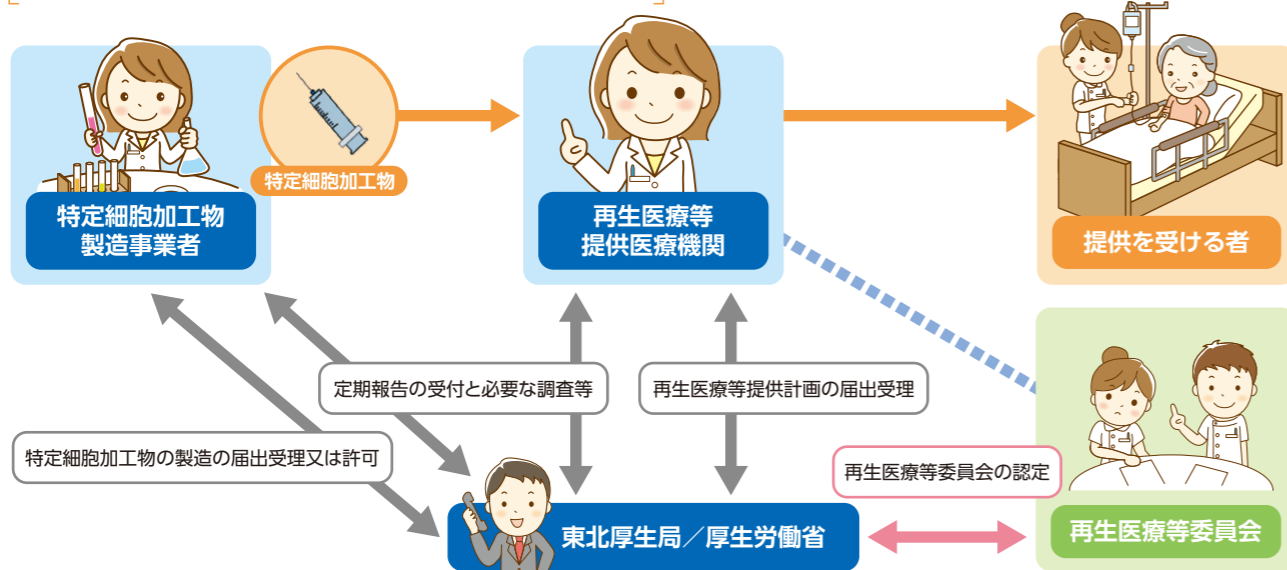 特定細胞加工物
特定細胞加工物
製造事業者
再生医療等
提供医療機関
提供を受ける者
定期報告の受付と必要な調査等
再生医療等提供計画の届出受理
特定細胞加工物の製造の届出受理又は許可
再生医療等委員会の認定
東北厚生局／厚生労働省
再生医療等委員会